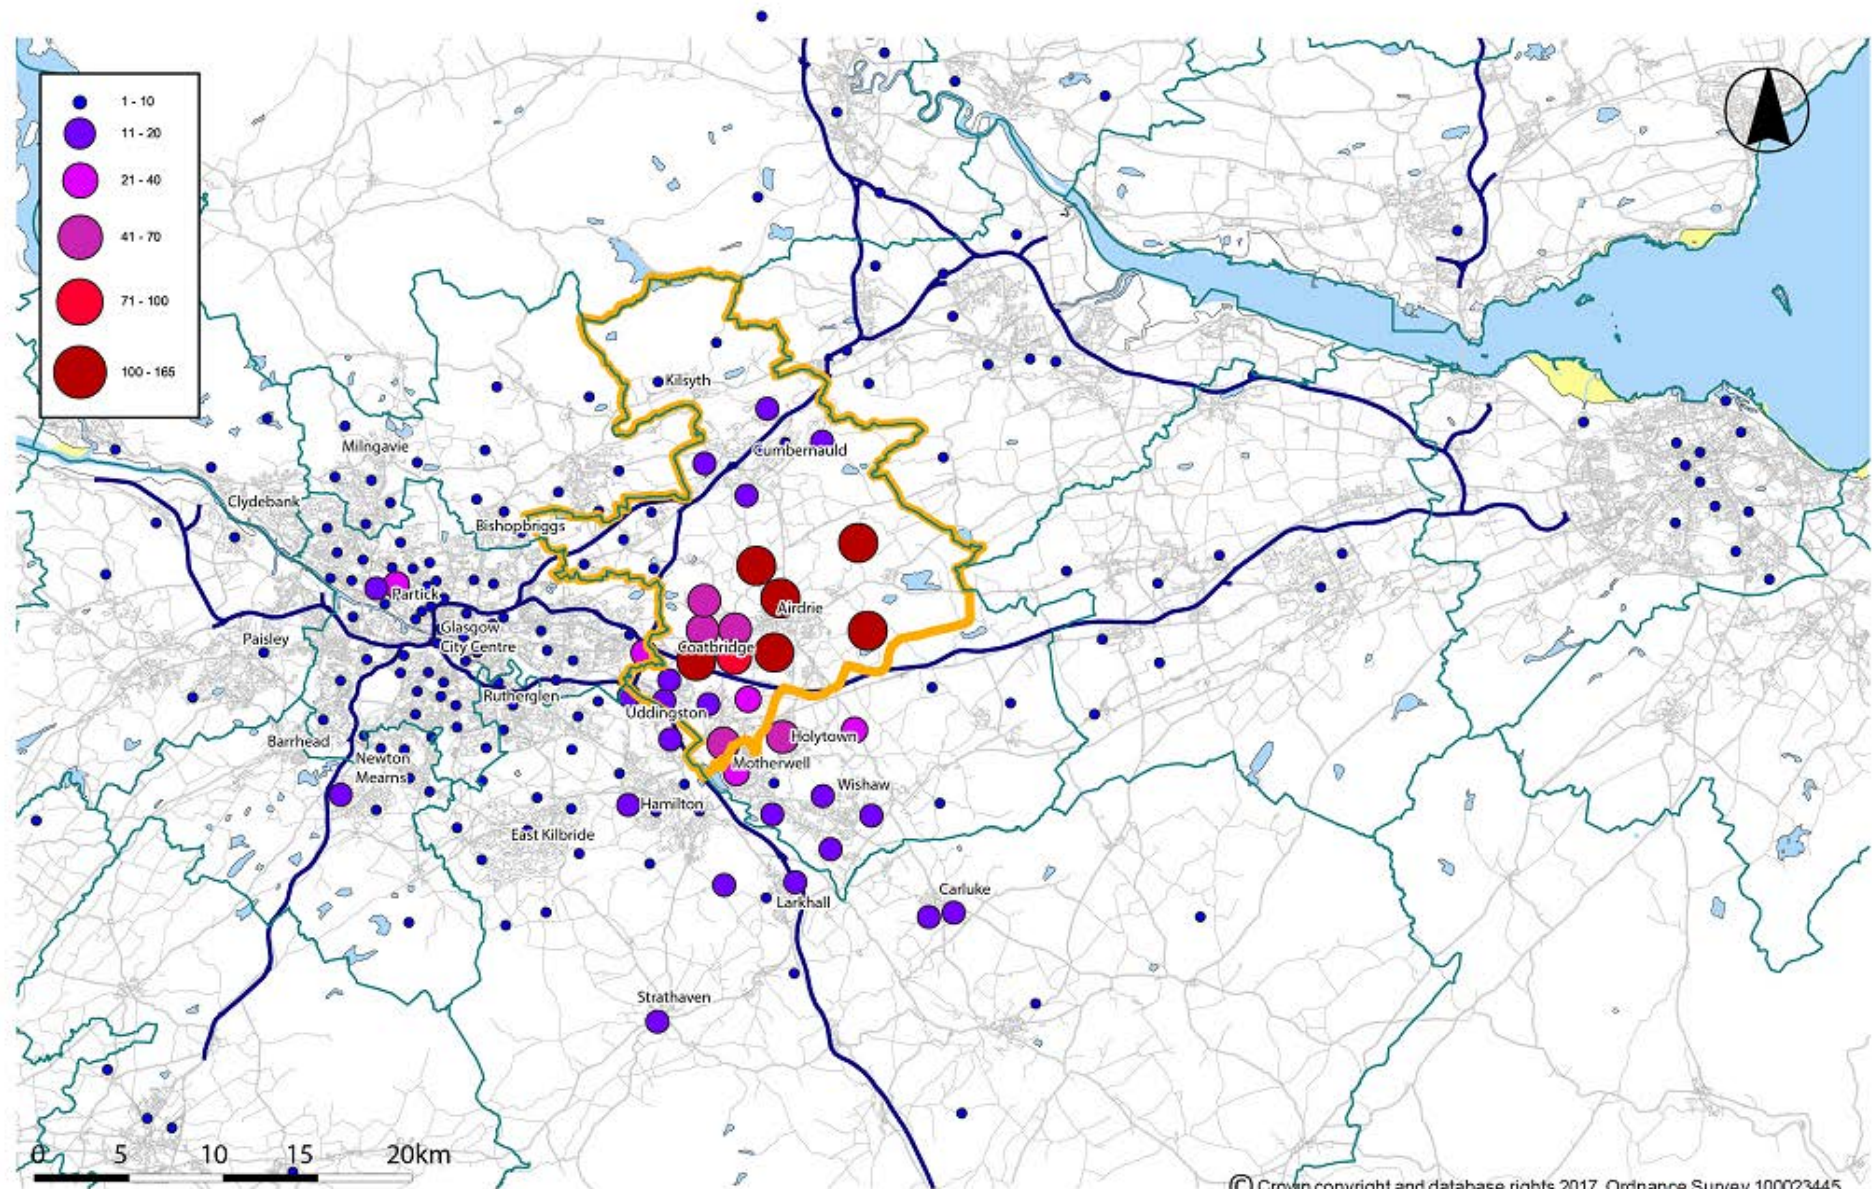 1 - 10
11 - 20
21 - 40
41 - 70
71 - 100
100 - 165
Kilsyth
Milngavie
Cumbernauld
Clydebank
Bishopbriggs
Partick
Airdrie
Paisley
Glasgow
City Centre
Coatbridge
Rutherglen
Uddingston
Barrhead
Holytown
Newton
Mearns
Motherwell
Wishaw
Hamilton
East Kilbride
Carluke
Larkhall
Strathaven
0 5 10 15 20km
© Crown copyright and database rights 2017. Ordnance Survey 100023445